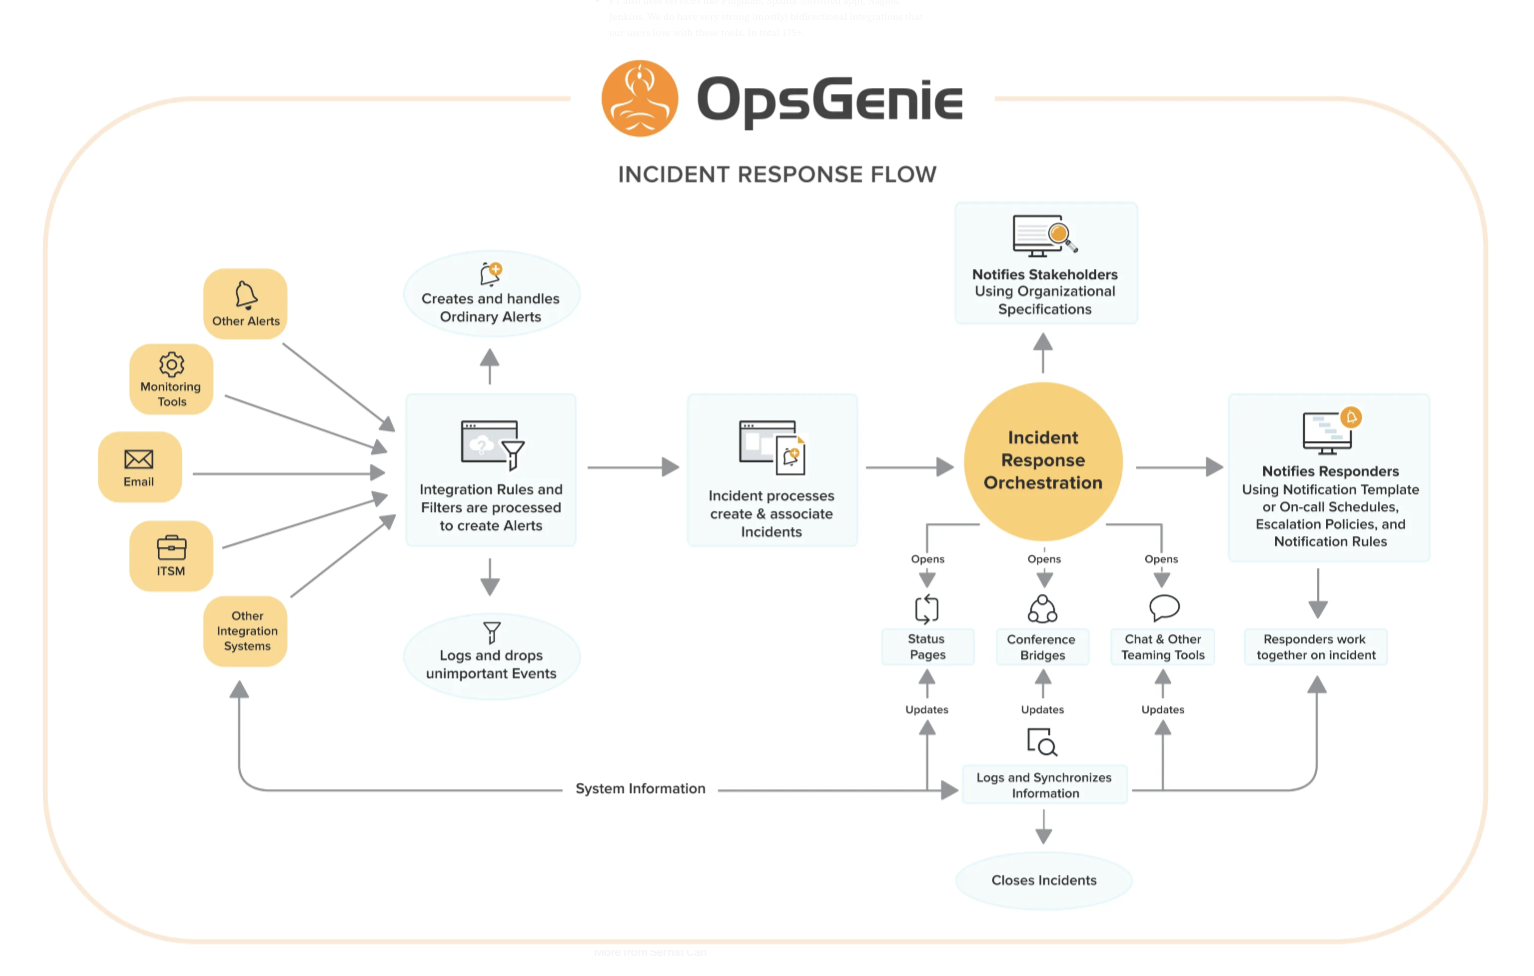 OpsGenie
INCIDENT RESPONSE FLOW
Other Alerts
Monitoring
Tools
Email
ITSM
Other
Integration
Systems
Creates and handles
Ordinary Alerts
Integration Rules and
Filters are processed
to create Alerts
Logs and drops
unimportant Events
Incident processes
create & associate
Incidents
Notifies Stakeholders
Using Organizational
Specifications
Incident
Response
Orchestration
Notifies Responders
Using Notification Template
or On-call Schedules,
Escalation Policies, and
Notification Rules
Opens
Opens
Opens
Status
Pages
Conference
Bridges
Chat & Other
Teaming Tools
Responders work
together on incident
Updates
Updates
Updates
System Information
Logs and Synchronizes
Information
Closes Incidents
More from Serhat Can